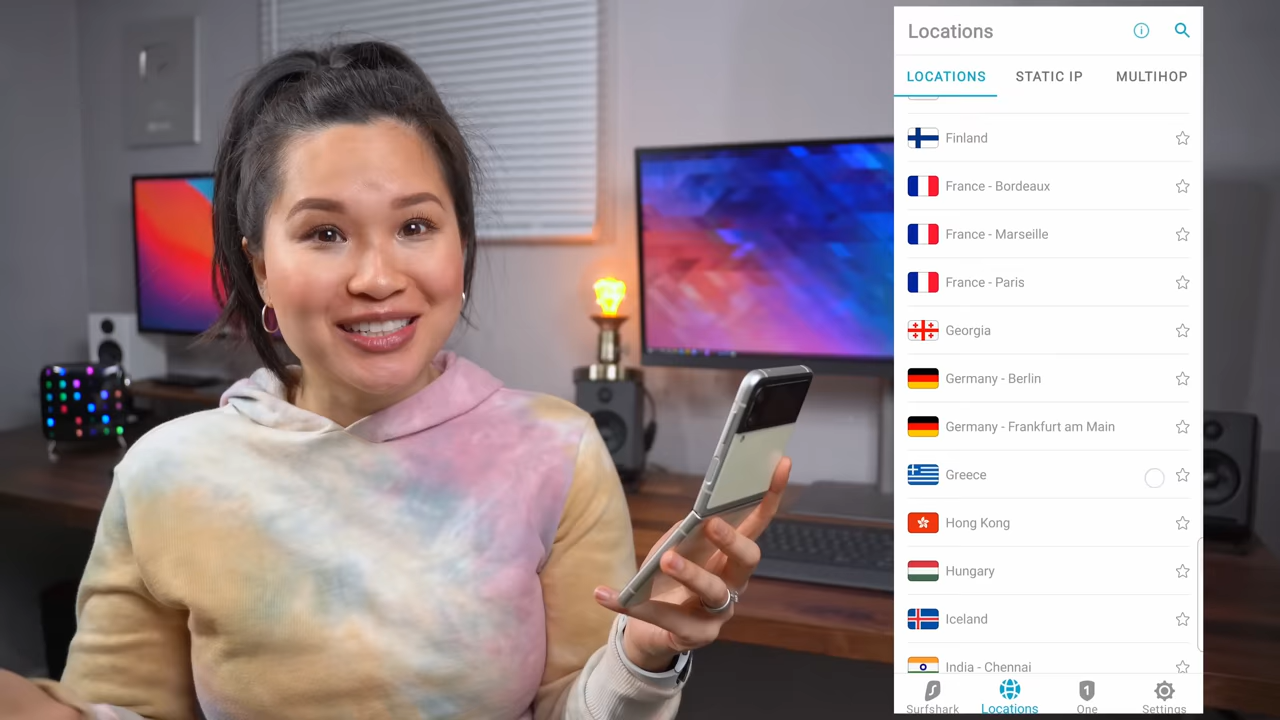 Locations
LOCATIONS STATIC IP MULTIHOP
Finland
France - Bordeaux
France - Marseille
France - Paris
Georgia
Germany - Berlin
Germany - Frankfurt am Main
Greece
Hong Kong
Hungary
Iceland
India - Chennai
Surfshark Locations One Settings
1